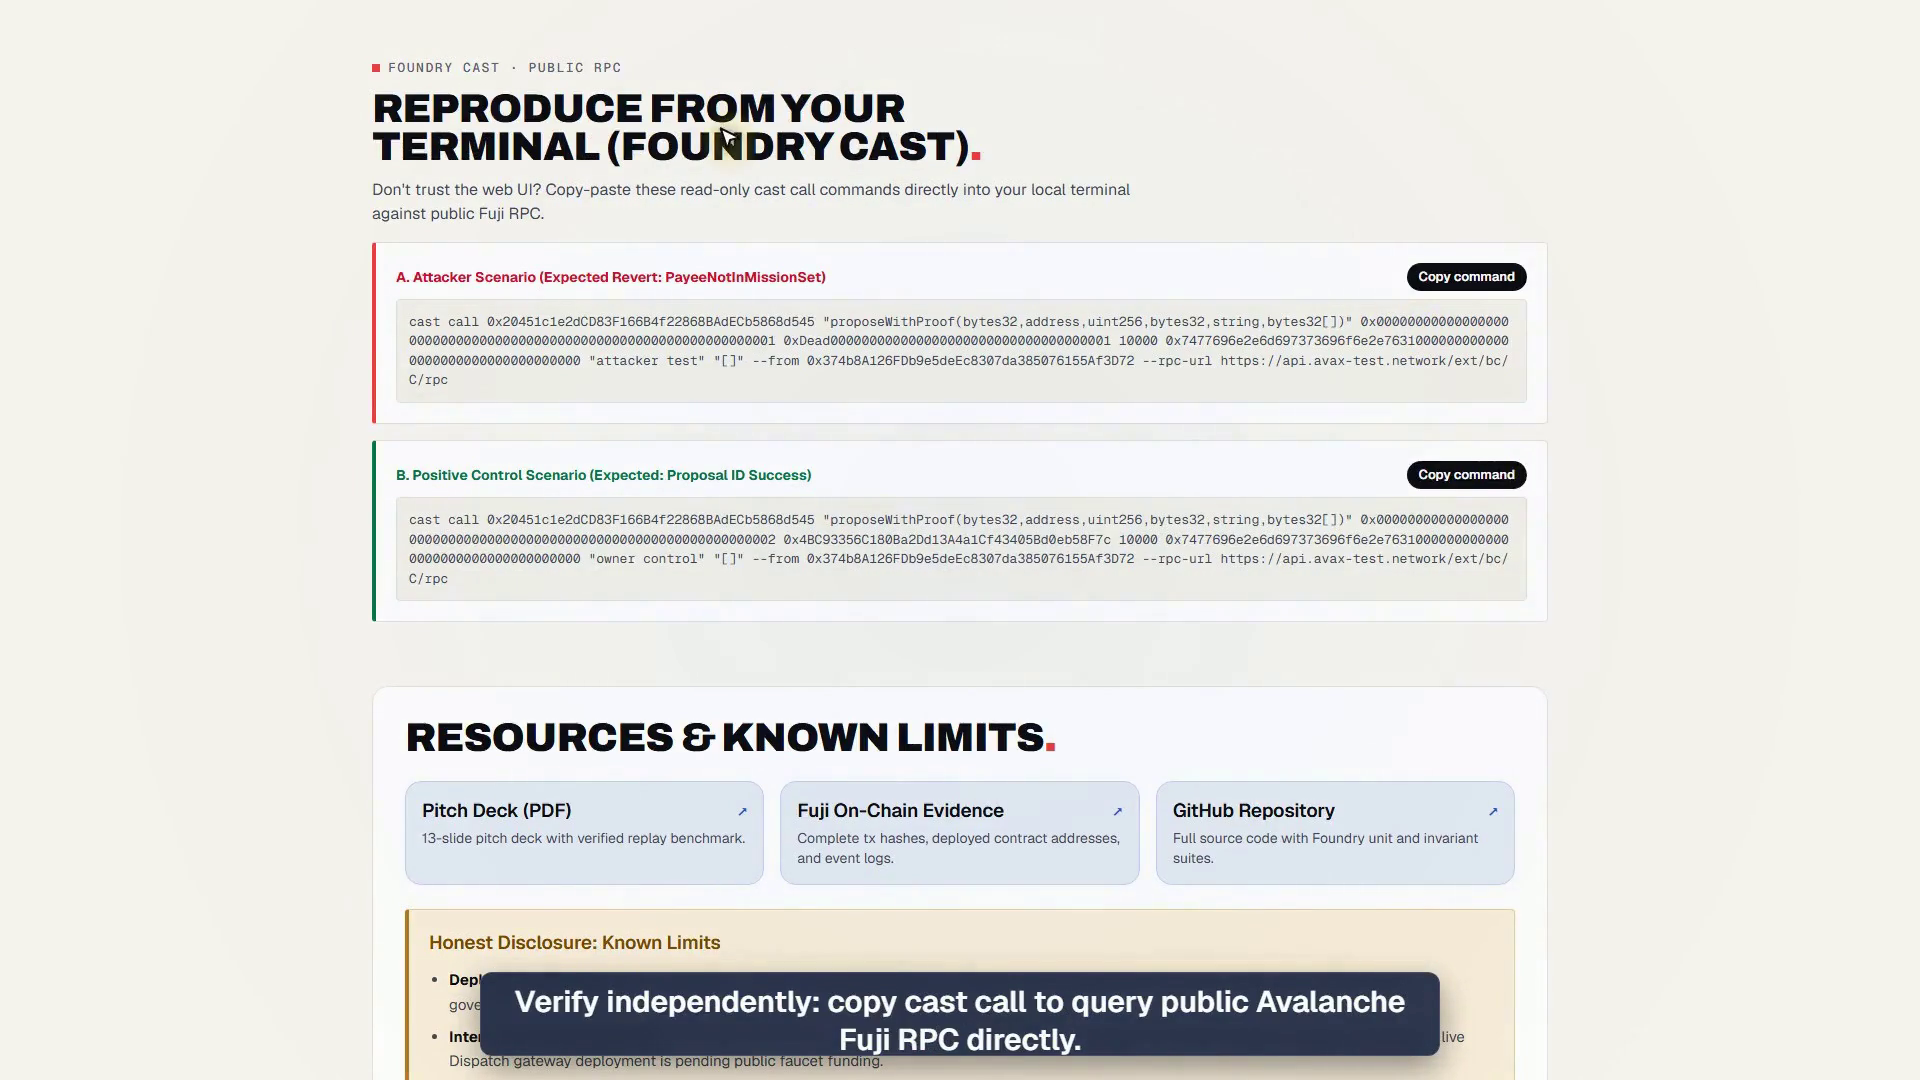 FOUNDRY CAST · PUBLIC RPC
REPRODUCE FROM YOUR
TERMINAL (FOUNDRY CAST).
Don't trust the web UI? Copy-paste these read-only cast call commands directly into your local terminal
against public Fuji RPC.
A. Attacker Scenario (Expected Revert: PayeeNotInMissionSet)
Copy command
cast call 0x20451c1e2dCD83F166B4f22868BAdECb5868d545 "proposeWithProof(bytes32,address,uint256,bytes32,string,bytes32[])" 0x00000000000000000
0000000000000000000000000000000000000000000001 0xDead000000000000000000000000000000000001 10000 0x7477696e2e6d697373696f6e2e7631000000000000
0000000000000000000000 "attacker test" "[]" --from 0x374b8A126FDb9e5deEc8307da385076155Af3D72 --rpc-url https://api.avax-test.network/ext/bc/
C/rpc
B. Positive Control Scenario (Expected: Proposal ID Success)
Copy command
cast call 0x20451c1e2dCD83F166B4f22868BAdECb5868d545 "proposeWithProof(bytes32,address,uint256,bytes32,string,bytes32[])" 0x00000000000000000
0000000000000000000000000000000000000000000002 0x4BC93356C180Ba2Dd13A4a1Cf43405Bd0eb58F7c 10000 0x7477696e2e6d697373696f6e2e7631000000000000
0000000000000000000000 "owner control" "[]" --from 0x374b8A126FDb9e5deEc8307da385076155Af3D72 --rpc-url https://api.avax-test.network/ext/bc/
C/rpc
RESOURCES & KNOWN LIMITS.
Pitch Deck (PDF) ↗
13-slide pitch deck with verified replay benchmark.
Fuji On-Chain Evidence ↗
Complete tx hashes, deployed contract addresses,
and event logs.
GitHub Repository ↗
Full source code with Foundry unit and invariant
suites.
Honest Disclosure: Known Limits
live
Dispatch gateway deployment is pending public faucet funding.
Verify independently: copy cast call to query public Avalanche
Fuji RPC directly.